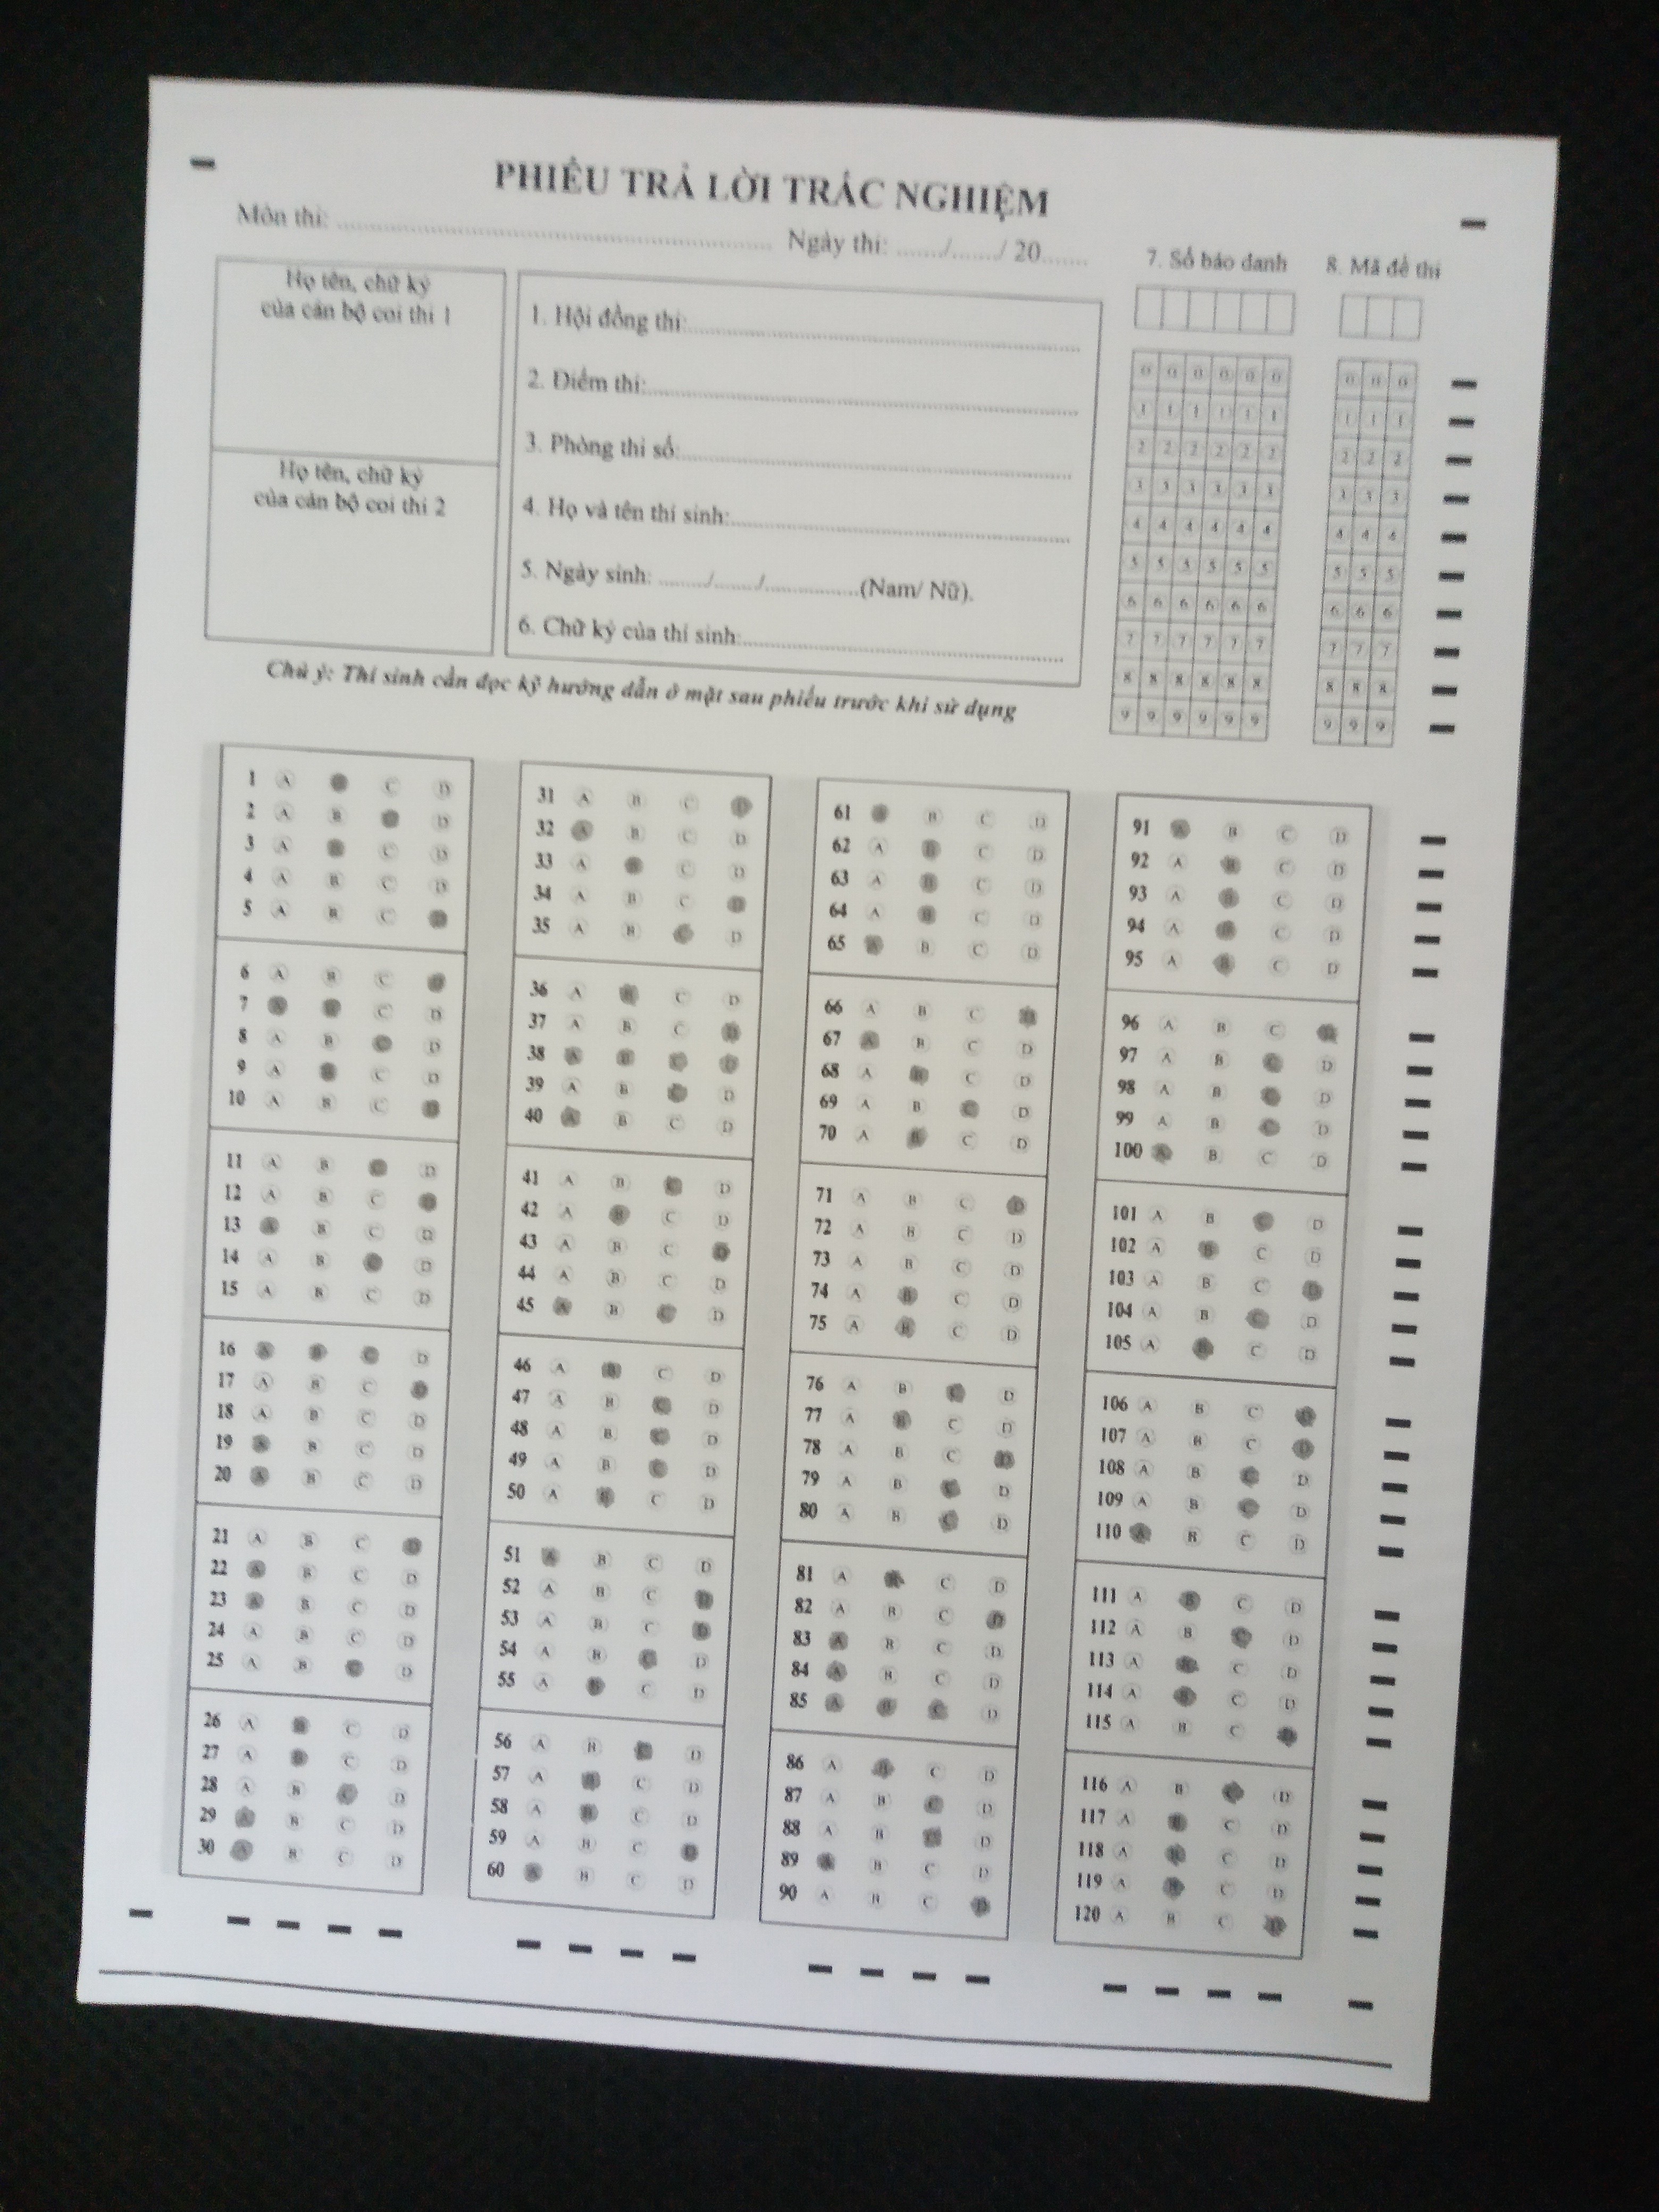 PHIẾU TRẢ LỜI TRẮC NGHIỆM
Môn thi: ........................................ Ngày thi: ......./......./ 20.......
7. Số báo danh
8. Mã đề thi
Họ tên, chữ ký
của cán bộ coi thi 1
Họ tên, chữ ký
của cán bộ coi thi 2
1. Hội đồng thi:
2. Điểm thi:
3. Phòng thi số:
4. Họ và tên thí sinh:
5. Ngày sinh: ......../......../.................(Nam/ Nữ).
6. Chữ ký của thí sinh:
0 0 0 0 0 0 0 0 0
1 1 1 1 1 1 1 1 1
2 2 2 2 2 2 2 2 2
3 3 3 3 3 3 3 3 3
4 4 4 4 4 4 4 4 4
5 5 5 5 5 5 5 5 5
6 6 6 6 6 6 6 6 6
7 7 7 7 7 7 7 7 7
8 8 8 8 8 8 8 8 8
9 9 9 9 9 9 9 9 9
Chú ý: Thí sinh cần đọc kỹ hướng dẫn ở mặt sau phiếu trước khi sử dụng
1 A C D
2 A B D
3 A C D
4 A B C D
5 A B C
6 A B C
7 A C D
8 A B D
9 A C D
10 A B C
11 A B D
12 A B C
13 A B C D
14 A B D
15 A B C D
16 A B C D
17 A B C
18 A B C D
19 A B C D
20 A B C D
21 A B C D
22 A B C D
23 A B C D
24 A B C D
25 A B C D
26 A B C D
27 A B C D
28 A B C D
29 A B C D
30 A B C D
31 A B C D
32 A B C D
33 A C D
34 A B C D
35 A B D
36 A B C D
37 A B C D
38 A B C D
39 A B C D
40 A B C D
41 A B C D
42 A B C D
43 A B C D
44 A B C D
45 A B C D
46 A B C D
47 A B C D
48 A B C D
49 A B C D
50 A B C D
51 A B C D
52 A B C D
53 A B C D
54 A B C D
55 A B C D
56 A B C D
57 A B C D
58 A B C D
59 A B C D
60 A B C D
61 B C D
62 A B C D
63 A B C D
64 A B C D
65 A B C D
66 A B C D
67 A B C D
68 A B C D
69 A B C D
70 A B C D
71 A B C D
72 A B C D
73 A B C D
74 A B C D
75 A B C D
76 A B C D
77 A B C D
78 A B C D
79 A B C D
80 A B C D
81 A B C D
82 A B C D
83 A B C D
84 A B C D
85 A B C D
86 A B C D
87 A B C D
88 A B C D
89 A B C D
90 A B C D
91 A B C D
92 A B C D
93 A B C D
94 A B C D
95 A B C D
96 A B C D
97 A B C D
98 A B C D
99 A B C D
100 A B C D
101 A B C D
102 A B C D
103 A B C D
104 A B C D
105 A B C D
106 A B C D
107 A B C D
108 A B C D
109 A B C D
110 A B C D
111 A B C D
112 A B C D
113 A B C D
114 A B C D
115 A B C D
116 A B C D
117 A B C D
118 A B C D
119 A B C D
120 A B C D